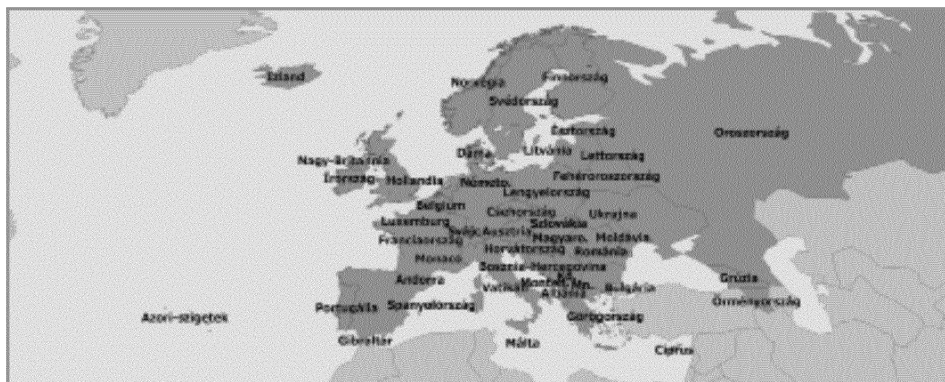 Izland
Norvégia
Finnország
Svédország
Észtország
Oroszország
Dánia
Litvánia
Lettország
Nagy-Britannia
Írország
Hollandia
Németo.
Fehéroroszország
Lengyelország
Belgium
Csehország
Ukrajna
Luxemburg
Szlovákia
Svájc
Ausztria
Franciaország
Magyaro.
Moldávia
Horvátország
Románia
Monaco
Bosznia-Hercegovina
Andorra
Vatikán
Bulgária
Grúzia
Albánia
Örményország
Portugália
Spanyolország
Azori-szigetek
Görögország
Gibraltár
Málta
Ciprus